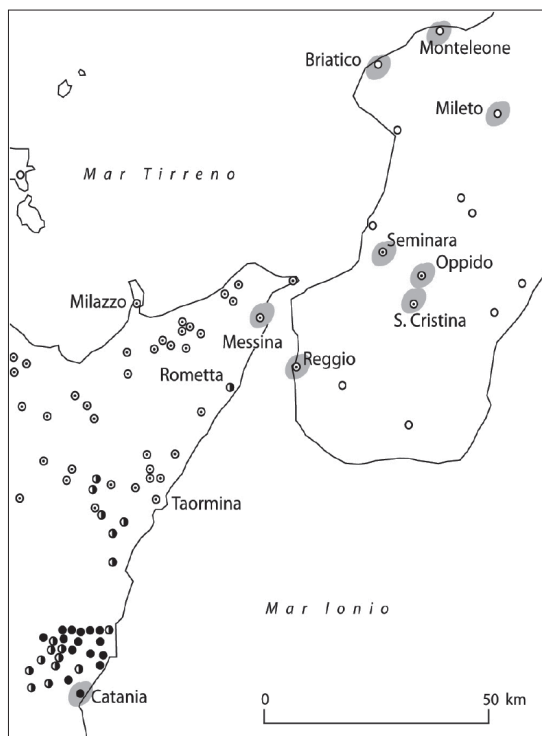 Monteleone
Briatico
Mileto
Mar Tirreno
Seminara
Oppido
Milazzo
S. Cristina
Messina
Rometta
Reggio
Taormina
Mar Ionio
Catania
0 50 km